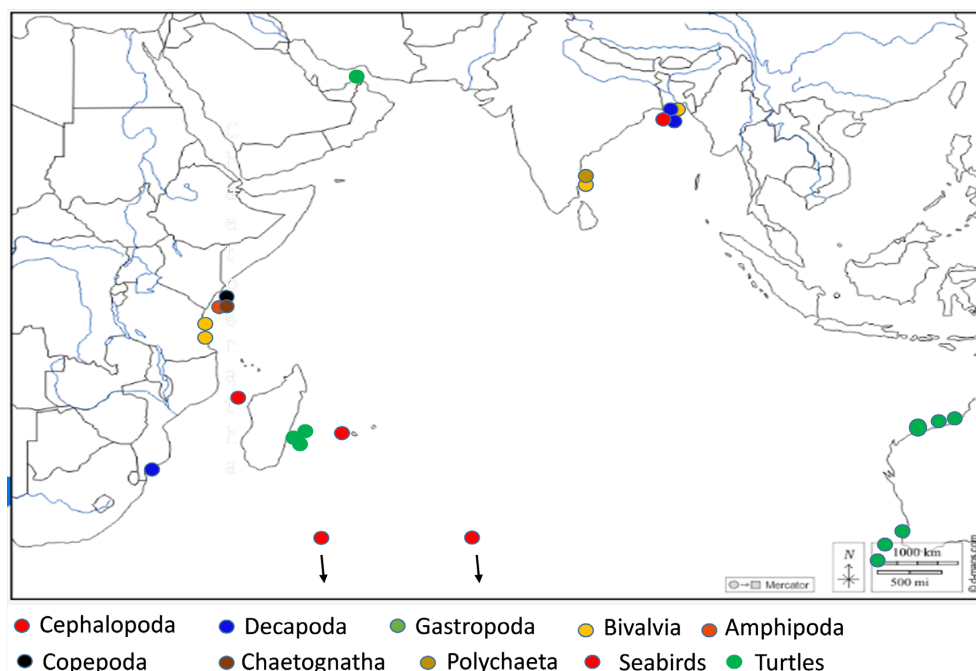 N
1000 km
500 mi
Mercator
© d-maps.com
Cephalopoda Decapoda Gastropoda Bivalvia Amphipoda
Copepoda Chaetognatha Polychaeta Seabirds Turtles